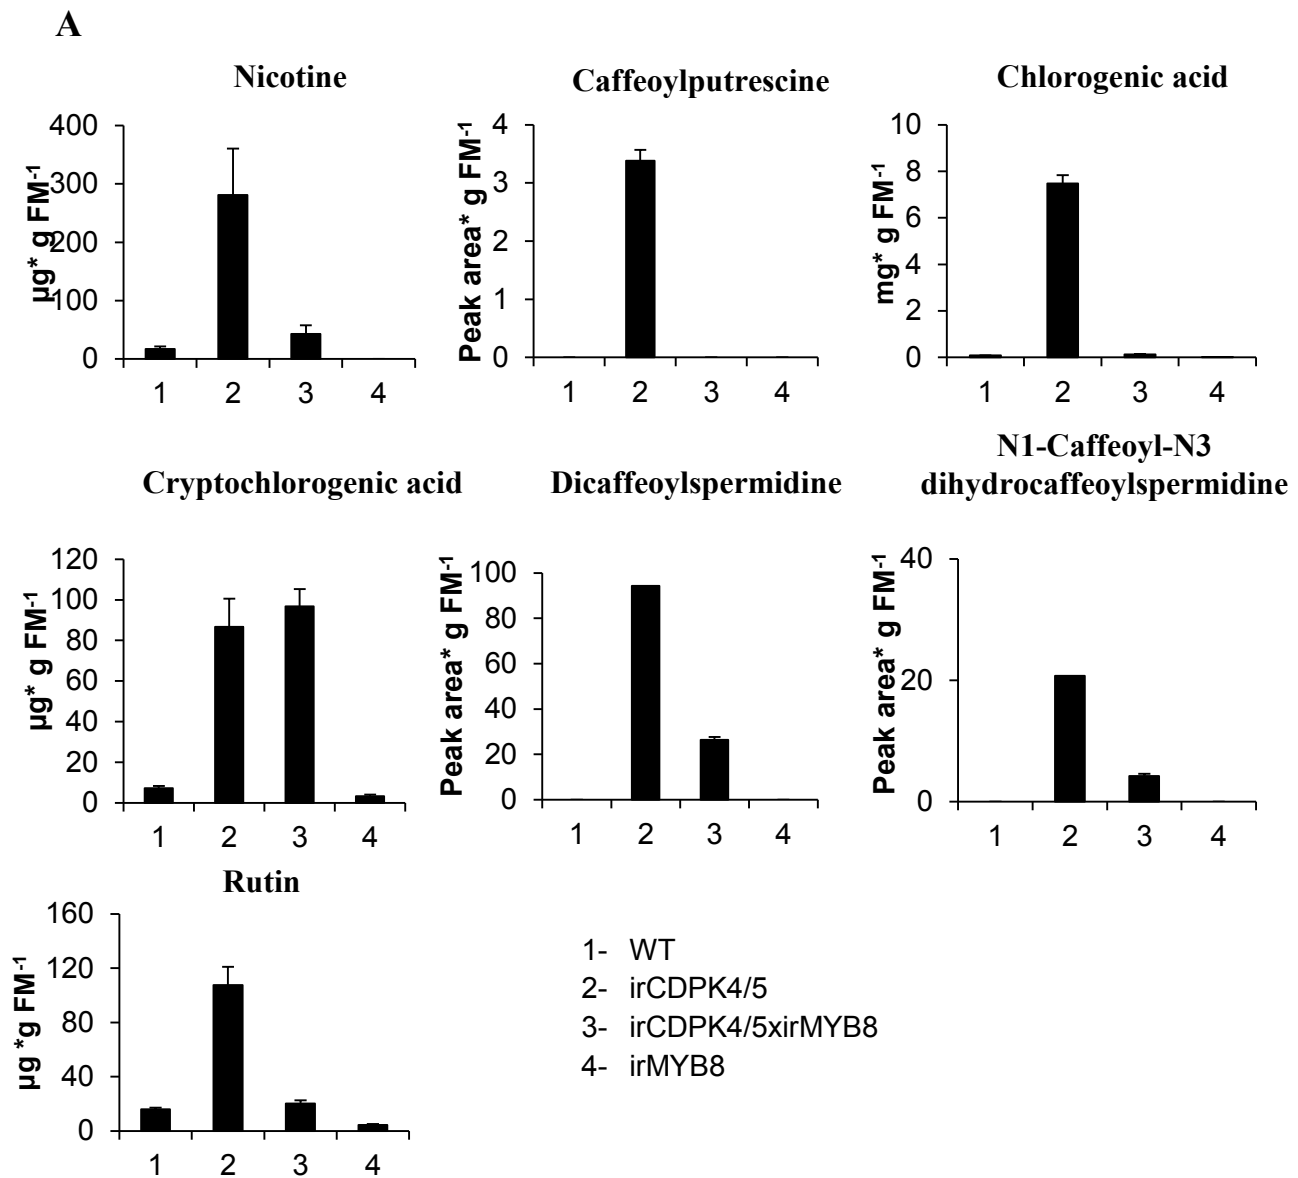 A
Nicotine
400
300
200
100
0
µg* g FM-1
1 2 3 4
Caffeoylputrescine
4
3
2
1
0
Peak area* g FM-1
1 2 3 4
Chlorogenic acid
10
8
6
4
2
0
mg* g FM-1
1 2 3 4
Cryptochlorogenic acid
120
100
80
60
40
20
0
µg* g FM-1
1 2 3 4
Dicaffeoylspermidine
100
80
60
40
20
0
Peak area* g FM-1
1 2 3 4
N1-Caffeoyl-N3
dihydrocaffeoylspermidine
40
20
0
Peak area* g FM-1
1 2 3 4
Rutin
160
120
80
40
0
µg *g FM-1
1 2 3 4
1- WT
2- irCDPK4/5
3- irCDPK4/5xirMYB8
4- irMYB8